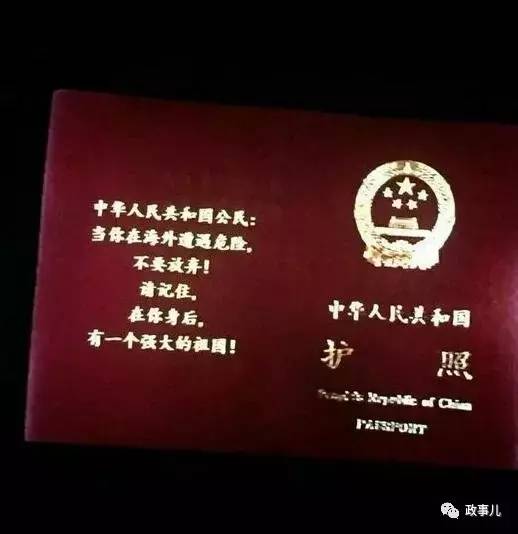 中华人民共和国公民：
当你在海外遭遇危险，
不要放弃！
请记住，
在你身后，
有一个强大的祖国！
中华人民共和国
护 照
People's Republic of China
PASSPORT
政事儿